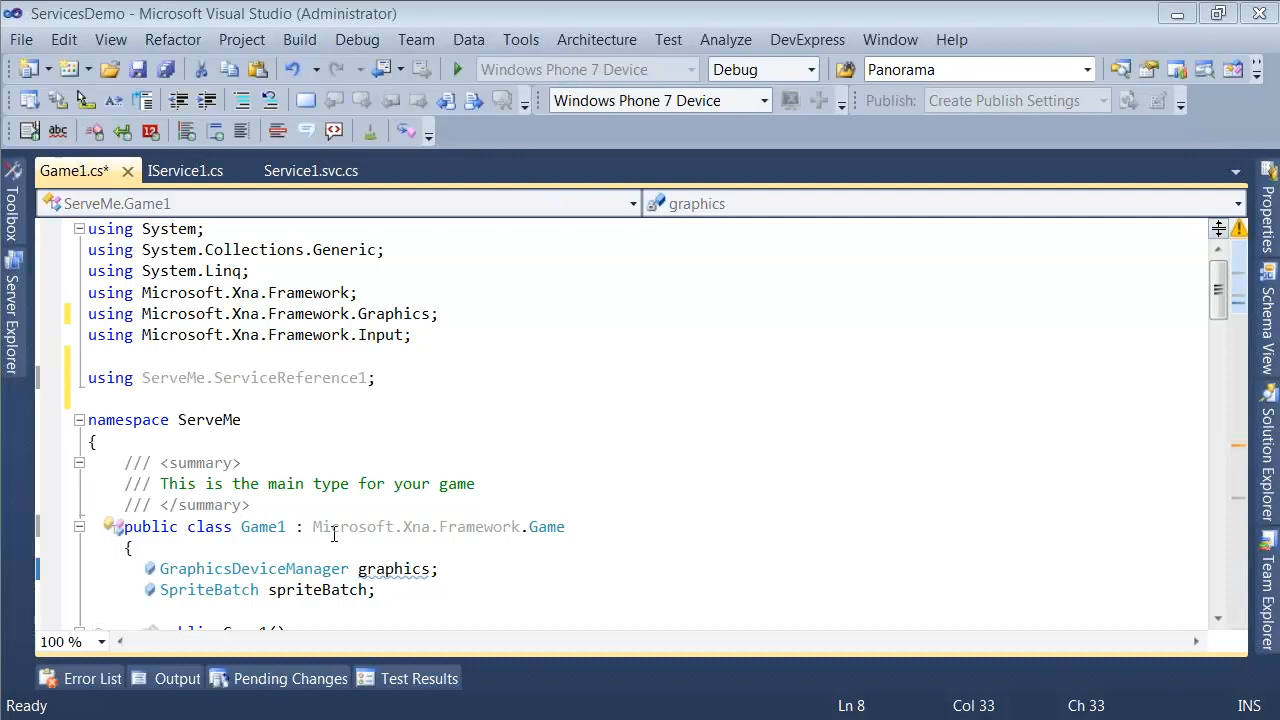 ServicesDemo - Microsoft Visual Studio (Administrator)
File Edit View Refactor Project Build Debug Team Data Tools Architecture Test Analyze DevExpress Window Help
Windows Phone 7 Device Debug Panorama
Windows Phone 7 Device Publish: Create Publish Settings
abc 12
Game1.cs* IService1.cs Service1.svc.cs
ServeMe.Game1 graphics
using System;
using System.Collections.Generic;
using System.Linq;
using Microsoft.Xna.Framework;
using Microsoft.Xna.Framework.Graphics;
using Microsoft.Xna.Framework.Input;
using ServeMe.ServiceReference1;
namespace ServeMe
{
/// <summary>
/// This is the main type for your game
/// </summary>
public class Game1 : Microsoft.Xna.Framework.Game
{
GraphicsDeviceManager graphics;
SpriteBatch spriteBatch;
100 %
Error List Output Pending Changes Test Results
Ready Ln 8 Col 33 Ch 33 INS
Toolbox
Server Explorer
Properties
Schema View
Solution Explorer
Team Explorer